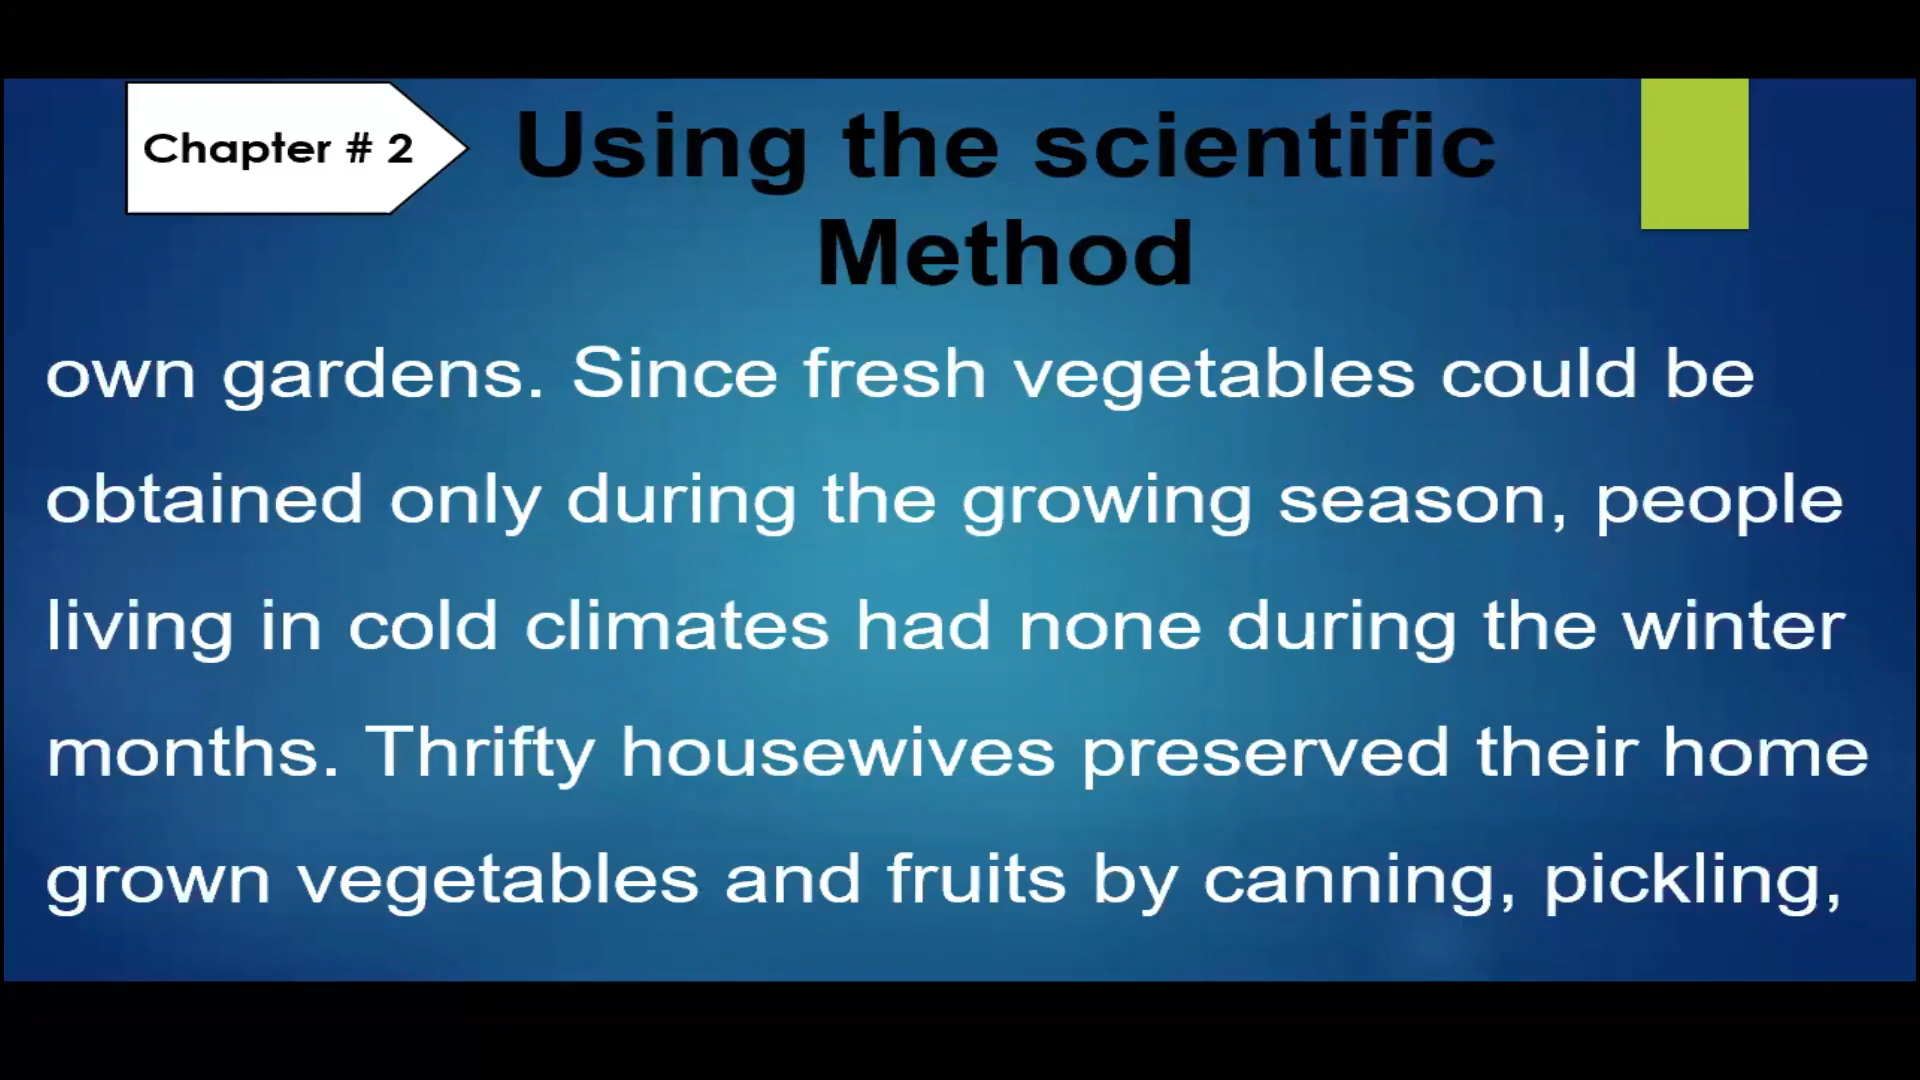 Chapter # 2
Using the scientific
Method
own gardens. Since fresh vegetables could be
obtained only during the growing season, people
living in cold climates had none during the winter
months. Thrifty housewives preserved their home
grown vegetables and fruits by canning, pickling,